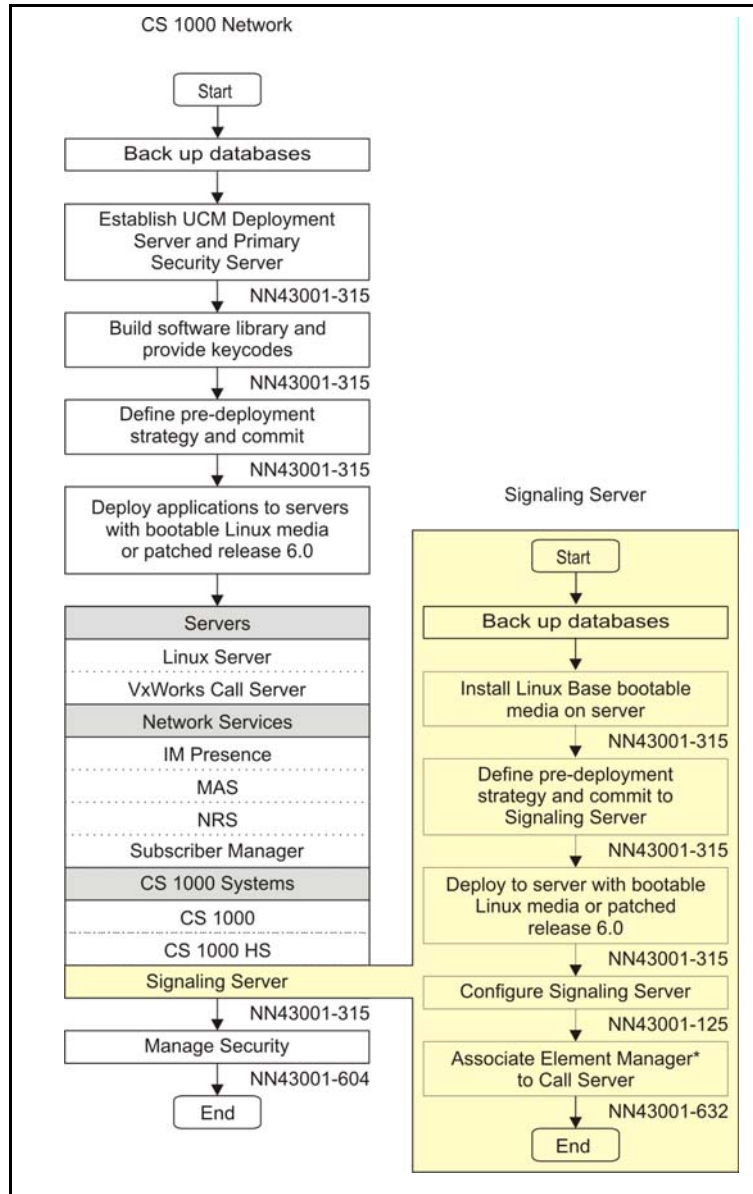 CS 1000 Network
Start
Back up databases
Establish UCM Deployment
Server and Primary
Security Server
NN43001-315
Build software library and
provide keycodes
NN43001-315
Define pre-deployment
strategy and commit
NN43001-315
Deploy applications to servers
with bootable Linux media
or patched release 6.0
Servers
Linux Server
VxWorks Call Server
Network Services
IM Presence
MAS
NRS
Subscriber Manager
CS 1000 Systems
CS 1000
CS 1000 HS
Signaling Server
NN43001-315
Manage Security
NN43001-604
End
Signaling Server
Start
Back up databases
Install Linux Base bootable
media on server
NN43001-315
Define pre-deployment
strategy and commit to
Signaling Server
NN43001-315
Deploy to server with bootable
Linux media or patched
release 6.0
NN43001-315
Configure Signaling Server
NN43001-125
Associate Element Manager*
to Call Server
NN43001-632
End